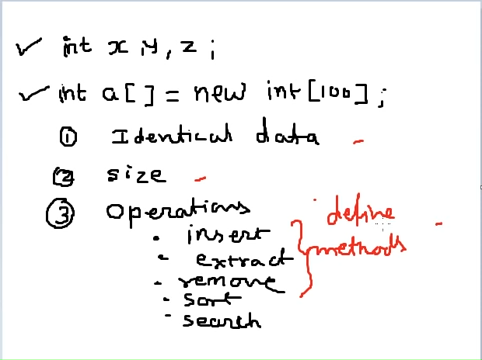 ✓ int x,y,z;
✓ int a[] = new int[100];
① Identical data -
② size -
③ Operations
• insert
• extract
• remove
• sort
• search
define
methods